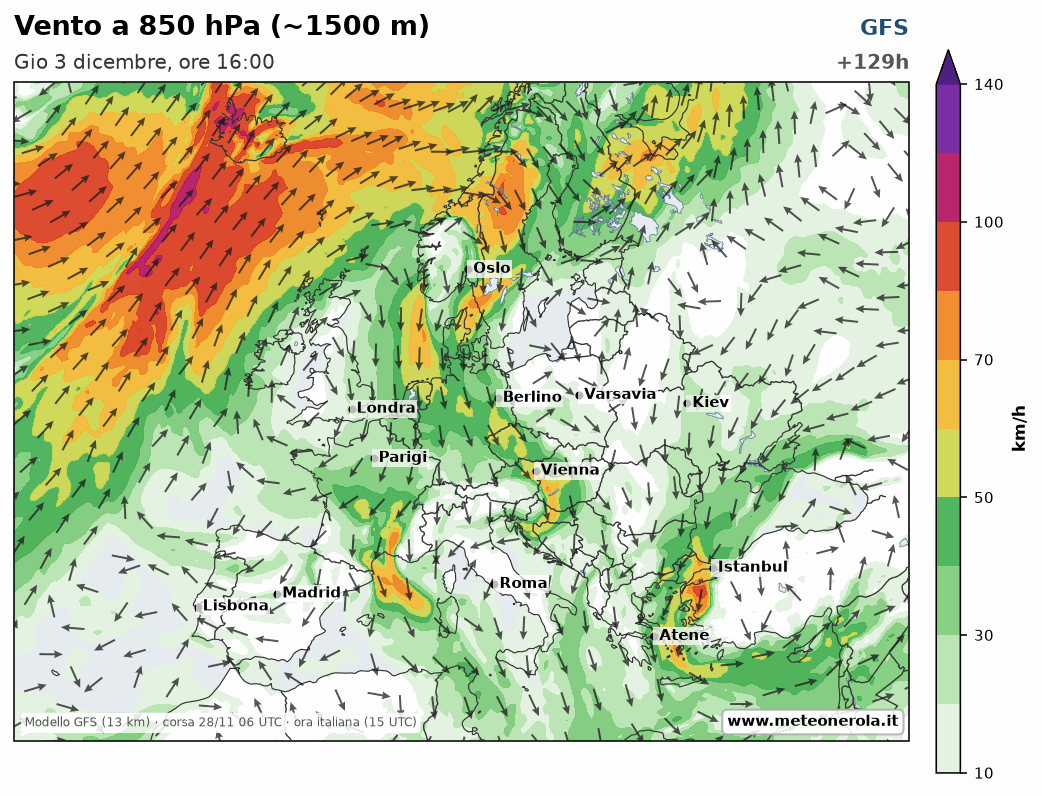 Vento a 850 hPa (~1500 m)
GFS
Gio 3 dicembre, ore 16:00
+129h
140
100
70
50
30
10
km/h
Oslo
Londra
Berlino
Varsavia
Kiev
Parigi
Vienna
Istanbul
Roma
Madrid
Lisbona
Atene
Modello GFS (13 km) · corsa 28/11 06 UTC · ora italiana (15 UTC)
www.meteonerola.it